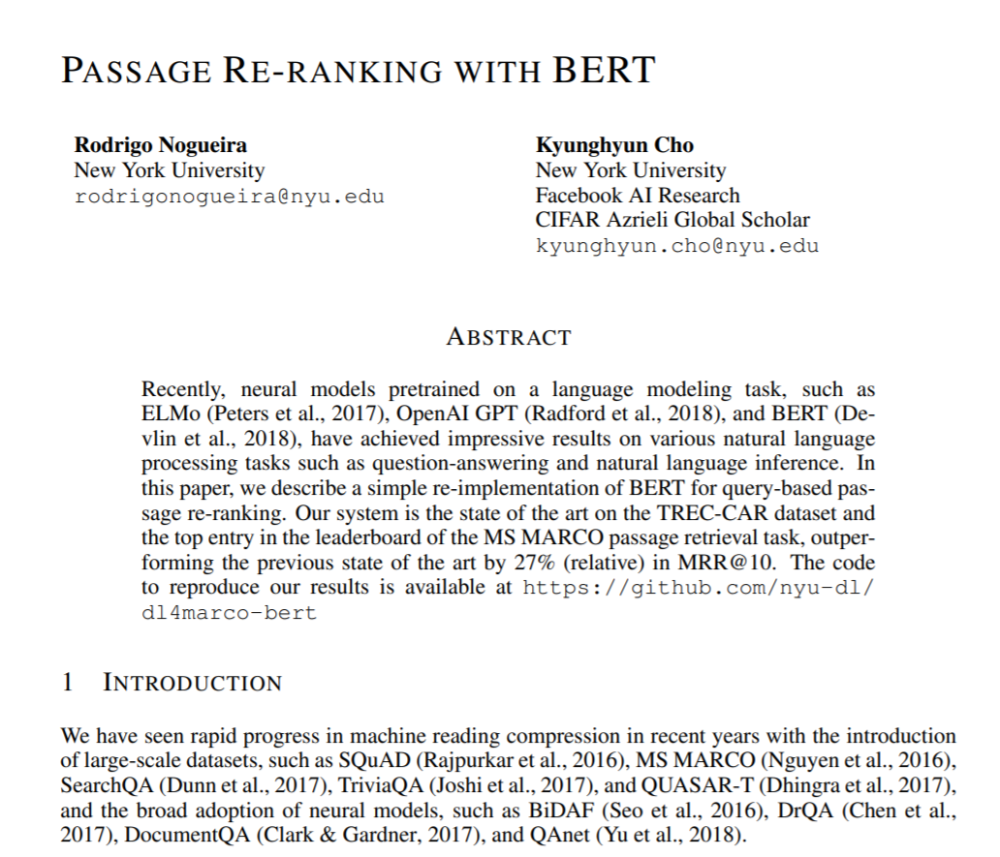 PASSAGE RE-RANKING WITH BERT
Rodrigo Nogueira
New York University
rodrigonogueira@nyu.edu
Kyunghyun Cho
New York University
Facebook AI Research
CIFAR Azrieli Global Scholar
kyunghyun.cho@nyu.edu
ABSTRACT
Recently, neural models pretrained on a language modeling task, such as
ELMo (Peters et al., 2017), OpenAI GPT (Radford et al., 2018), and BERT (De-
vlin et al., 2018), have achieved impressive results on various natural language
processing tasks such as question-answering and natural language inference. In
this paper, we describe a simple re-implementation of BERT for query-based pas-
sage re-ranking. Our system is the state of the art on the TREC-CAR dataset and
the top entry in the leaderboard of the MS MARCO passage retrieval task, outper-
forming the previous state of the art by 27% (relative) in MRR@10. The code
to reproduce our results is available at https://github.com/nyu-dl/
dl4marco-bert
1 INTRODUCTION
We have seen rapid progress in machine reading compression in recent years with the introduction
of large-scale datasets, such as SQuAD (Rajpurkar et al., 2016), MS MARCO (Nguyen et al., 2016),
SearchQA (Dunn et al., 2017), TriviaQA (Joshi et al., 2017), and QUASAR-T (Dhingra et al., 2017),
and the broad adoption of neural models, such as BiDAF (Seo et al., 2016), DrQA (Chen et al.,
2017), DocumentQA (Clark & Gardner, 2017), and QAnet (Yu et al., 2018).